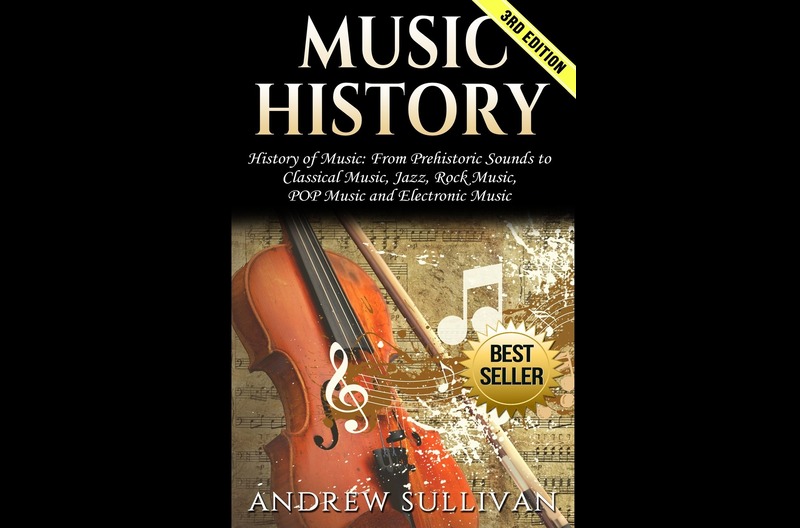 3RD EDITION
MUSIC
HISTORY
History of Music: From Prehistoric Sounds to
Classical Music, Jazz, Rock Music,
POP Music and Electronic Music
BEST
SELLER
ANDREW SULLIVAN